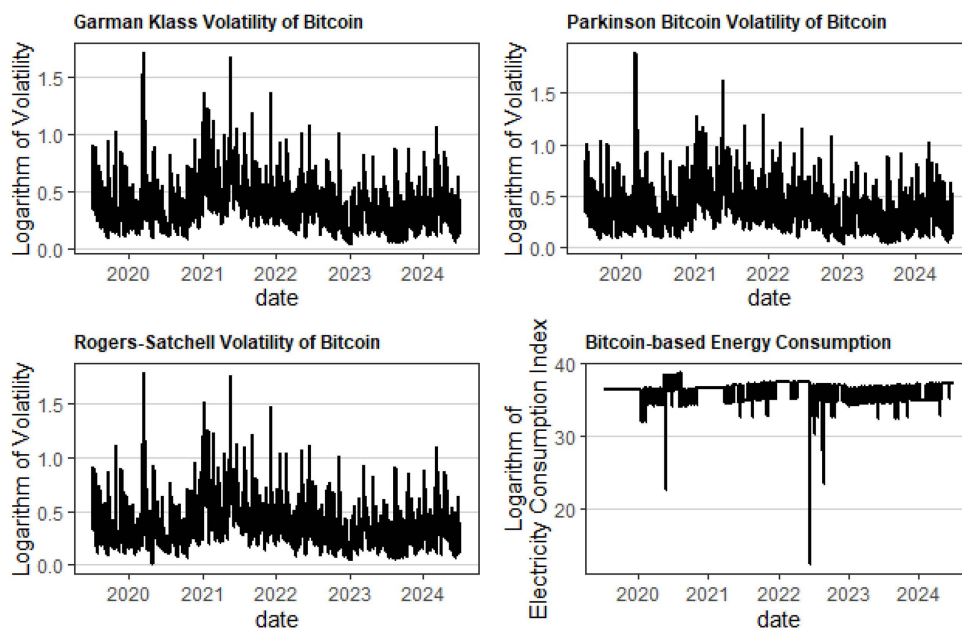 Garman Klass Volatility of Bitcoin
Logarithm of Volatility
1.5
1.0
0.5
0.0
2020 2021 2022 2023 2024
date
Parkinson Bitcoin Volatility of Bitcoin
Logarithm of Volatility
1.5
1.0
0.5
0.0
2020 2021 2022 2023 2024
date
Rogers-Satchell Volatility of Bitcoin
Logarithm of Volatility
1.5
1.0
0.5
0.0
2020 2021 2022 2023 2024
date
Bitcoin-based Energy Consumption
Logarithm of
Electricity Consumption Index
40
30
20
2020 2021 2022 2023 2024
date